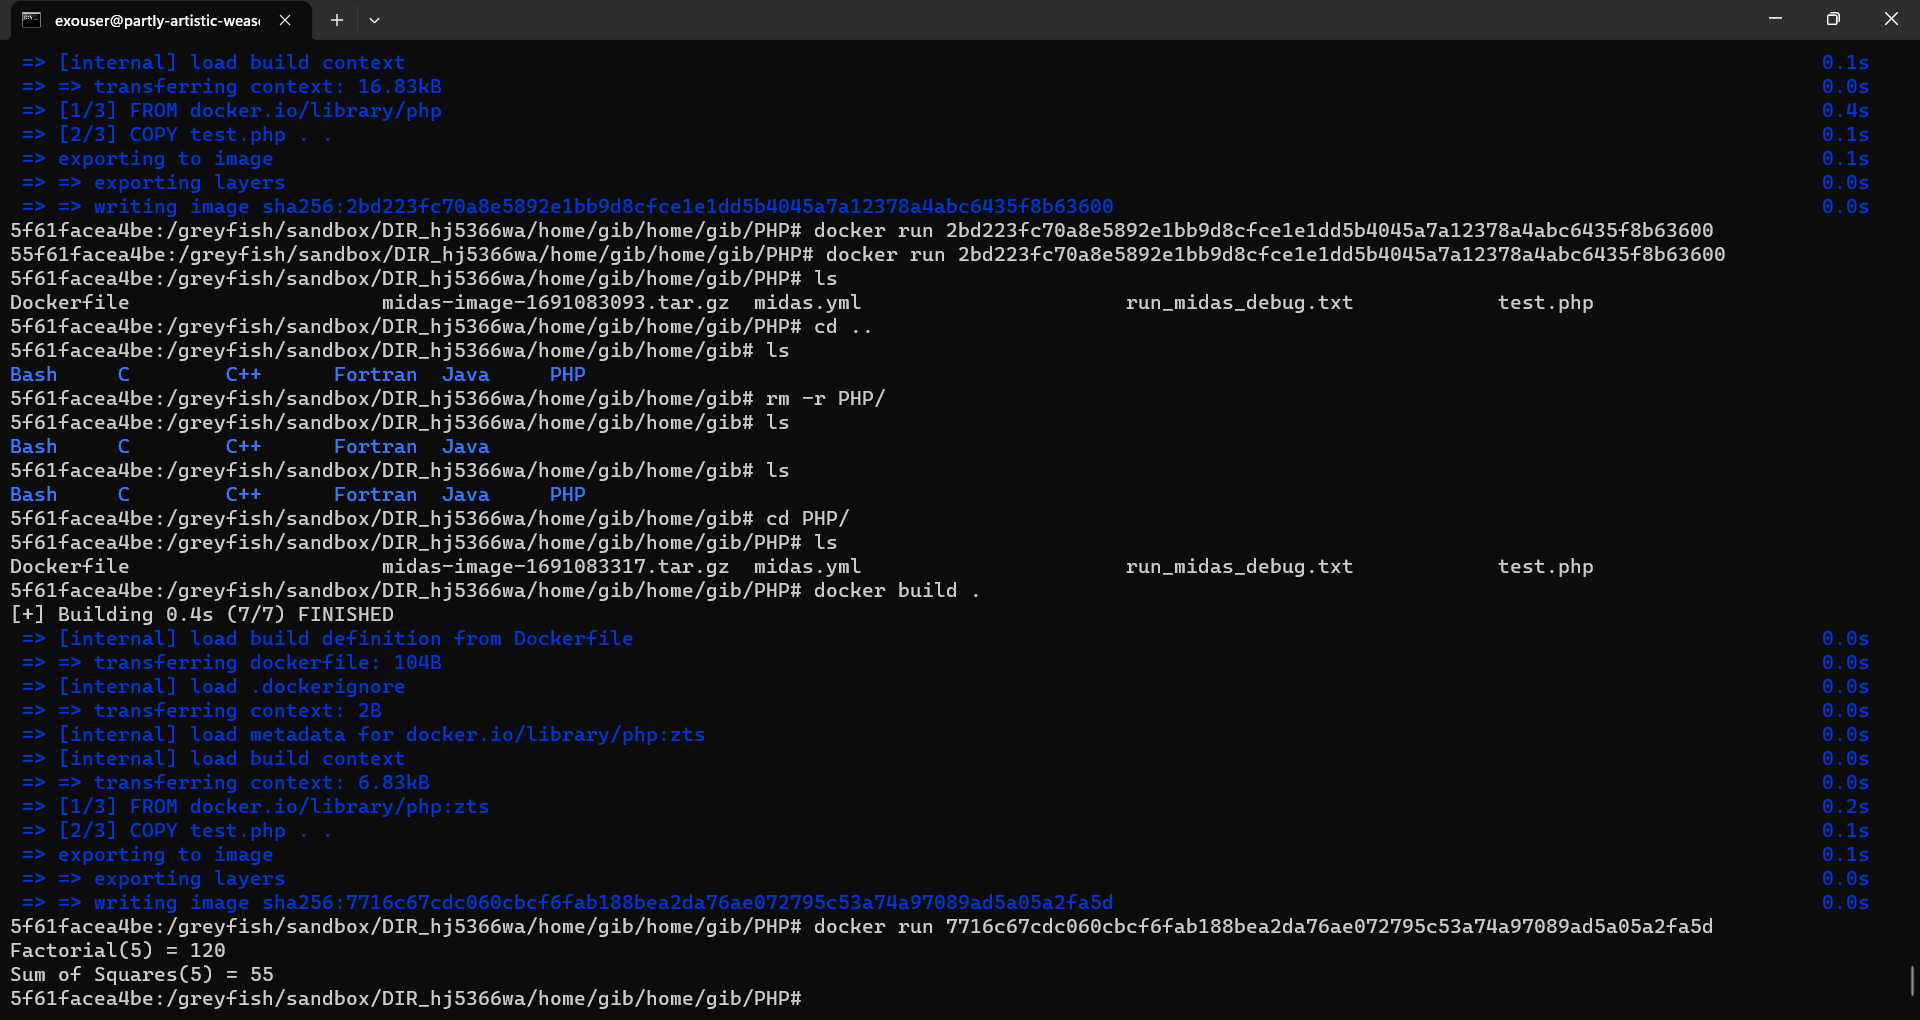 exouser@partly-artistic-weas
=> [internal] load build context 0.1s
=> => transferring context: 16.83kB 0.0s
=> [1/3] FROM docker.io/library/php 0.4s
=> [2/3] COPY test.php . . 0.1s
=> exporting to image 0.1s
=> => exporting layers 0.0s
=> => writing image sha256:2bd223fc70a8e5892e1bb9d8cfce1e1dd5b4045a7a12378a4abc6435f8b63600 0.0s
5f61facea4be:/greyfish/sandbox/DIR_hj5366wa/home/gib/home/gib/PHP# docker run 2bd223fc70a8e5892e1bb9d8cfce1e1dd5b4045a7a12378a4abc6435f8b63600
55f61facea4be:/greyfish/sandbox/DIR_hj5366wa/home/gib/home/gib/PHP# docker run 2bd223fc70a8e5892e1bb9d8cfce1e1dd5b4045a7a12378a4abc6435f8b63600
5f61facea4be:/greyfish/sandbox/DIR_hj5366wa/home/gib/home/gib/PHP# ls
Dockerfile midas-image-1691083093.tar.gz midas.yml run_midas_debug.txt test.php
5f61facea4be:/greyfish/sandbox/DIR_hj5366wa/home/gib/home/gib/PHP# cd ..
5f61facea4be:/greyfish/sandbox/DIR_hj5366wa/home/gib/home/gib# ls
Bash C C++ Fortran Java PHP
5f61facea4be:/greyfish/sandbox/DIR_hj5366wa/home/gib/home/gib# rm -r PHP/
5f61facea4be:/greyfish/sandbox/DIR_hj5366wa/home/gib/home/gib# ls
Bash C C++ Fortran Java
5f61facea4be:/greyfish/sandbox/DIR_hj5366wa/home/gib/home/gib# ls
Bash C C++ Fortran Java PHP
5f61facea4be:/greyfish/sandbox/DIR_hj5366wa/home/gib/home/gib# cd PHP/
5f61facea4be:/greyfish/sandbox/DIR_hj5366wa/home/gib/home/gib/PHP# ls
Dockerfile midas-image-1691083317.tar.gz midas.yml run_midas_debug.txt test.php
5f61facea4be:/greyfish/sandbox/DIR_hj5366wa/home/gib/home/gib/PHP# docker build .
[+] Building 0.4s (7/7) FINISHED
=> [internal] load build definition from Dockerfile 0.0s
=> => transferring dockerfile: 104B 0.0s
=> [internal] load .dockerignore 0.0s
=> => transferring context: 2B 0.0s
=> [internal] load metadata for docker.io/library/php:zts 0.0s
=> [internal] load build context 0.0s
=> => transferring context: 6.83kB 0.0s
=> [1/3] FROM docker.io/library/php:zts 0.2s
=> [2/3] COPY test.php . . 0.1s
=> exporting to image 0.1s
=> => exporting layers 0.0s
=> => writing image sha256:7716c67cdc060cbcf6fab188bea2da76ae072795c53a74a97089ad5a05a2fa5d 0.0s
5f61facea4be:/greyfish/sandbox/DIR_hj5366wa/home/gib/home/gib/PHP# docker run 7716c67cdc060cbcf6fab188bea2da76ae072795c53a74a97089ad5a05a2fa5d
Factorial(5) = 120
Sum of Squares(5) = 55
5f61facea4be:/greyfish/sandbox/DIR_hj5366wa/home/gib/home/gib/PHP#